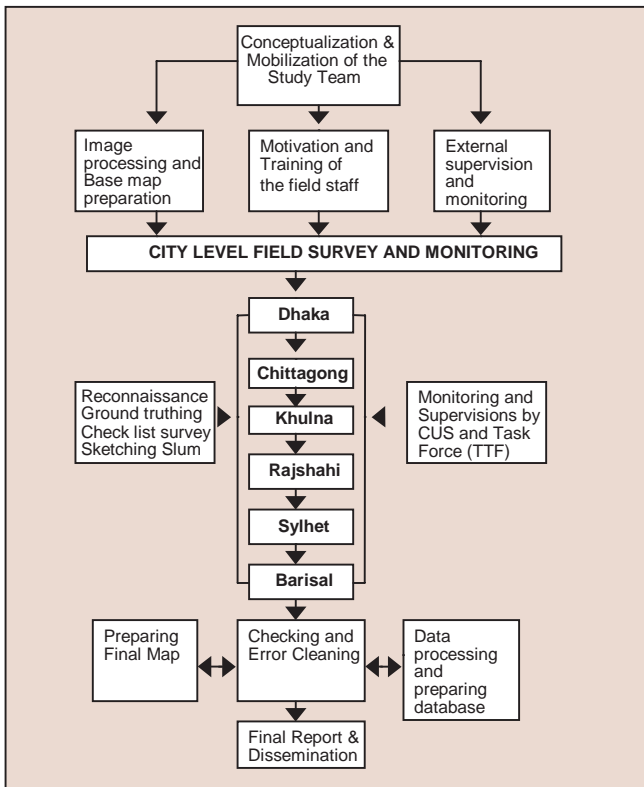 Conceptualization &
Mobilization of the
Study Team
Image
processing and
Base map
preparation
Motivation and
Training of
the field staff
External
supervision
and
monitoring
CITY LEVEL FIELD SURVEY AND MONITORING
Dhaka
Chittagong
Khulna
Rajshahi
Sylhet
Barisal
Reconnaissance
Ground truthing
Check list survey
Sketching Slum
Monitoring and
Supervisions by
CUS and Task
Force (TTF)
Preparing
Final Map
Checking and
Error Cleaning
Data
processing
and
preparing
database
Final Report &
Dissemination